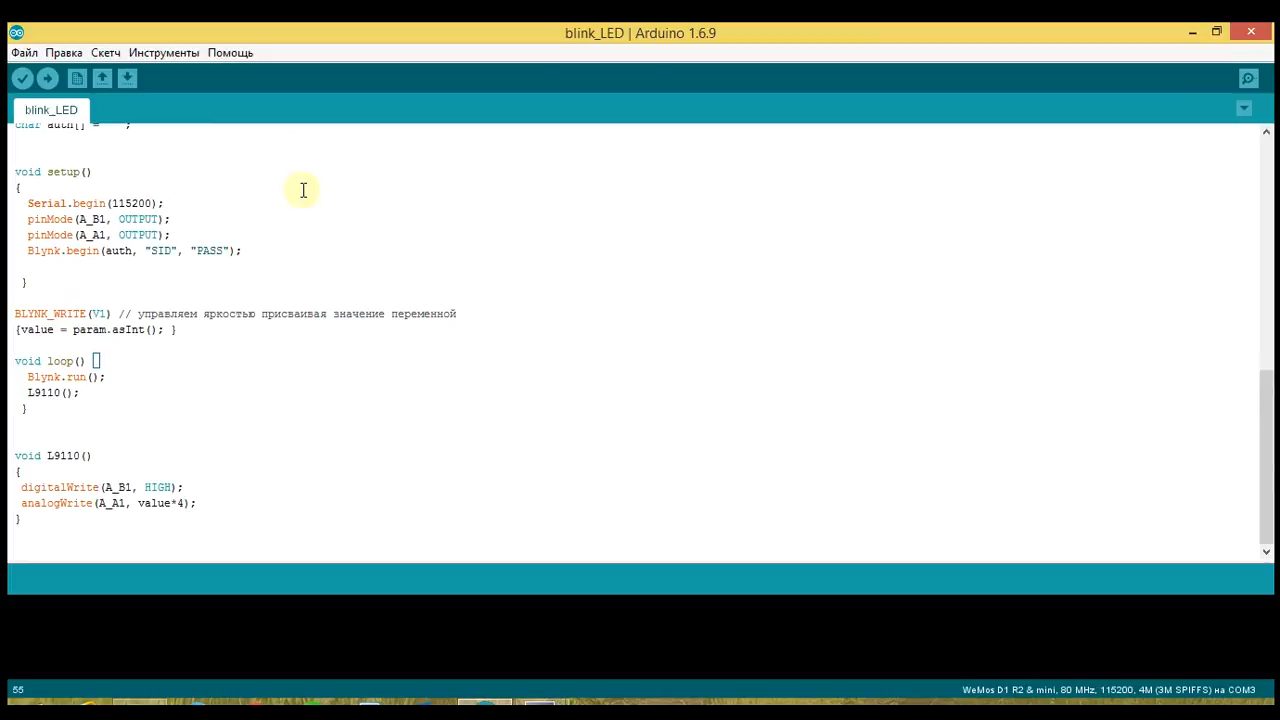 blink_LED | Arduino 1.6.9
Файл Правка Скетч Инструменты Помощь
blink_LED
char auth[] = " ";
void setup()
{
Serial.begin(115200);
pinMode(A_B1, OUTPUT);
pinMode(A_A1, OUTPUT);
Blynk.begin(auth, "SID", "PASS");
}
BLYNK_WRITE(V1) // управляем яркостью присваивая значение переменной
{value = param.asInt(); }
void loop() {
Blynk.run();
L9110();
}
void L9110()
{
digitalWrite(A_B1, HIGH);
analogWrite(A_A1, value*4);
}
55
WeMos D1 R2 & mini, 80 MHz, 115200, 4M (3M SPIFFS) на COM3